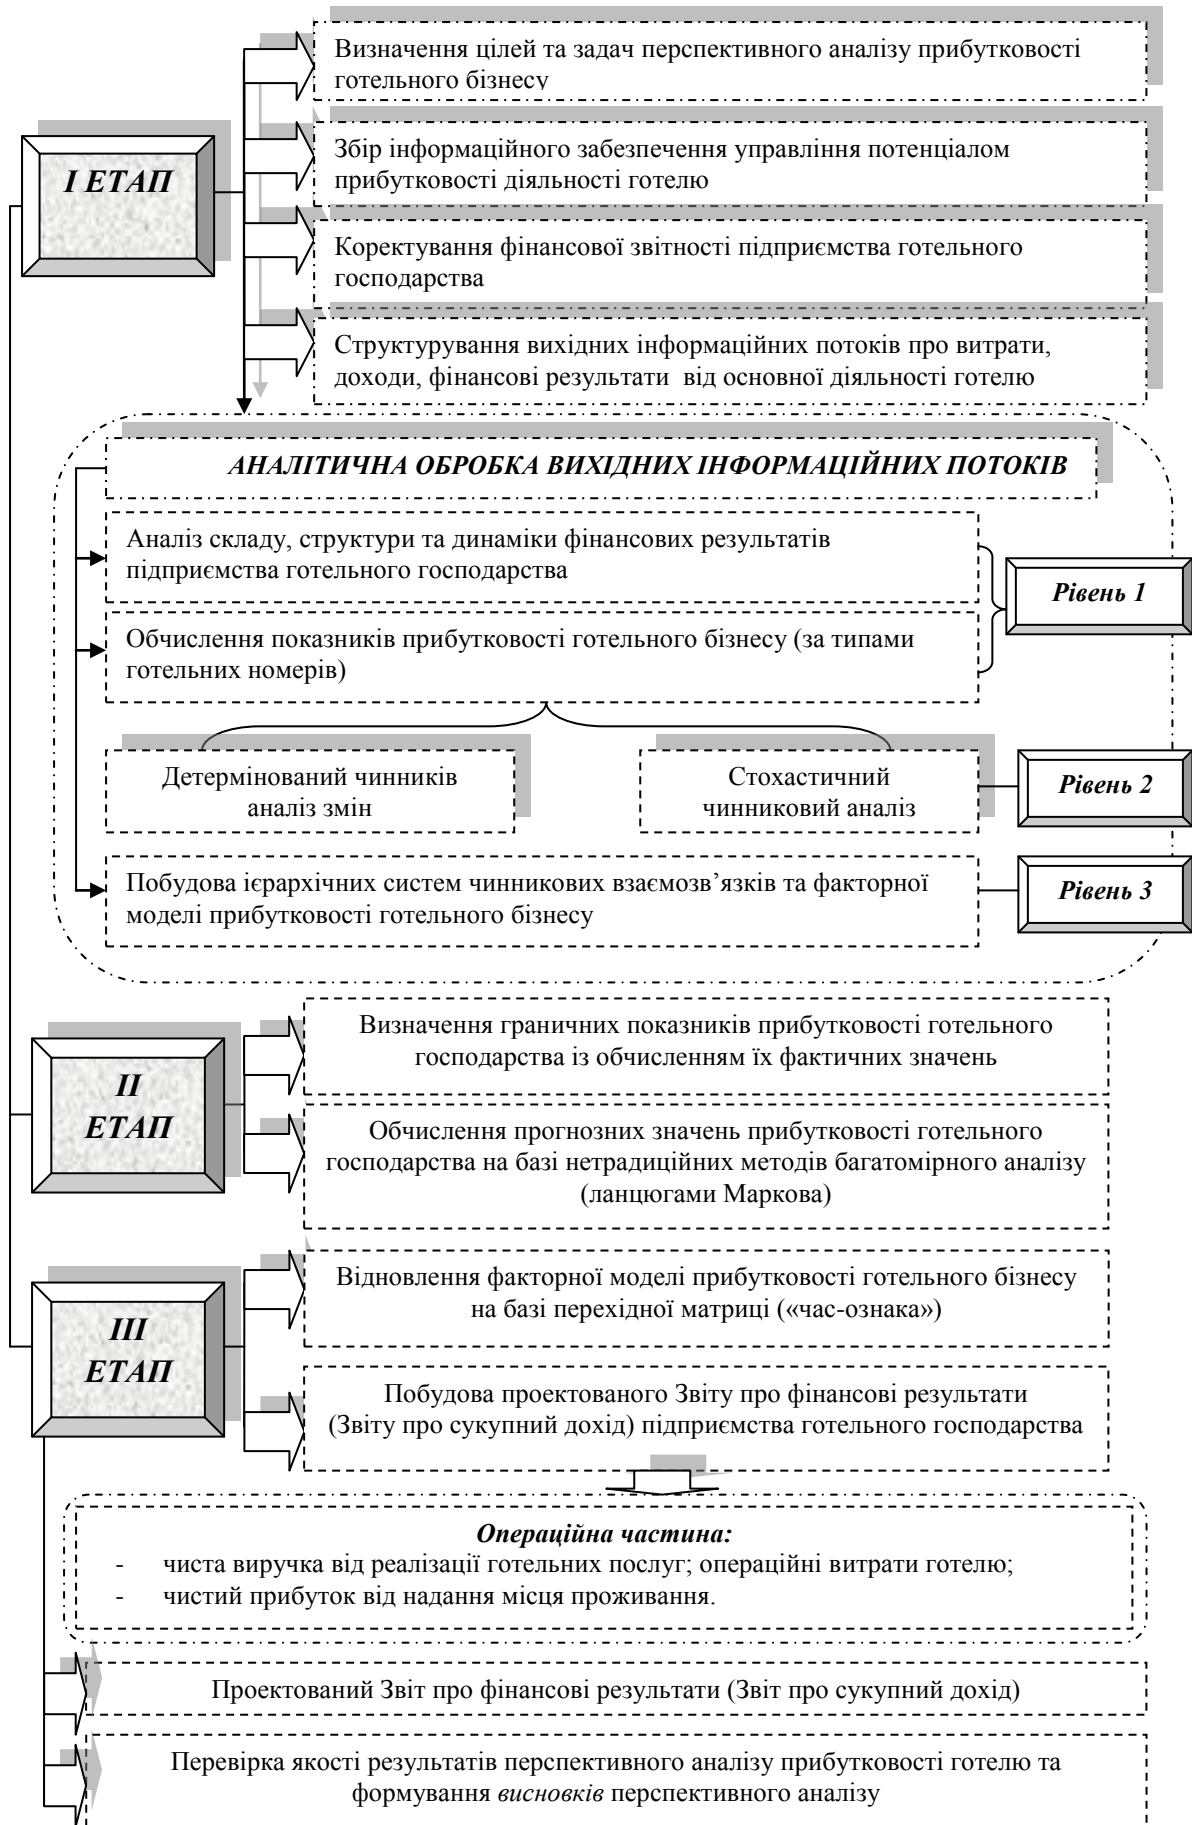 Визначення цілей та задач перспективного аналізу прибутковості
готельного бізнесу
І ЕТАП
Збір інформаційного забезпечення управління потенціалом
прибутковості діяльності готелю
Коректування фінансової звітності підприємства готельного
господарства
Структурування вихідних інформаційних потоків про витрати,
доходи, фінансові результати від основної діяльності готелю
АНАЛІТИЧНА ОБРОБКА ВИХІДНИХ ІНФОРМАЦІЙНИХ ПОТОКІВ
Аналіз складу, структури та динаміки фінансових результатів
підприємства готельного господарства
Рівень 1
Обчислення показників прибутковості готельного бізнесу (за типами
готельних номерів)
Детермінований чинників
аналіз змін
Стохастичний
чинниковий аналіз
Рівень 2
Побудова ієрархічних систем чинникових взаємозв’язків та факторної
моделі прибутковості готельного бізнесу
Рівень 3
Визначення граничних показників прибутковості готельного
господарства із обчисленням їх фактичних значень
ІІ
ЕТАП
Обчислення прогнозних значень прибутковості готельного
господарства на базі нетрадиційних методів багатомірного аналізу
(ланцюгами Маркова)
Відновлення факторної моделі прибутковості готельного бізнесу
на базі перехідної матриці («час-ознака»)
ІІІ
ЕТАП
Побудова проектованого Звіту про фінансові результати
(Звіту про сукупний дохід) підприємства готельного господарства
Операційна частина:
- чиста виручка від реалізації готельних послуг; операційні витрати готелю;
- чистий прибуток від надання місця проживання.
Проектований Звіт про фінансові результати (Звіт про сукупний дохід)
Перевірка якості результатів перспективного аналізу прибутковості готелю та
формування висновків перспективного аналізу